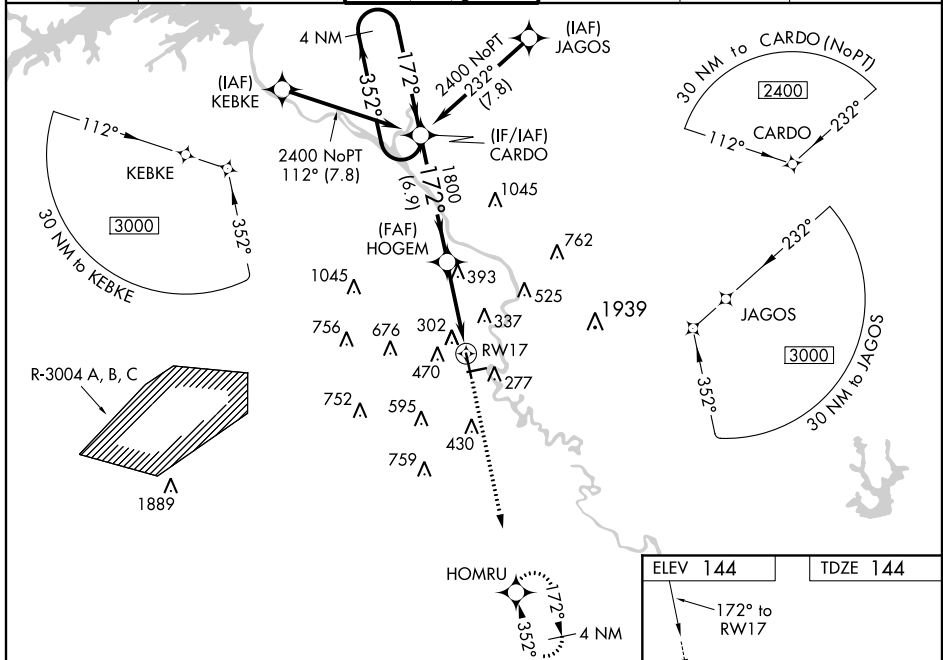 4 NM
172°
352°
(IAF)
JAGOS
2400 NoPT
232°
(7.8)
(IAF)
KEBKE
2400 NoPT
112° (7.8)
(IF/IAF)
CARDO
1800
172°
(6.9)
(FAF)
HOGEM
30 NM to CARDO (NoPT)
2400
112°
CARDO
232°
112°
KEBKE
3000
352°
30 NM to KEBKE
232°
JAGOS
3000
352°
30 NM to JAGOS
1045
762
393
525
1045
1939
337
756
676
302
RW17
470
277
R-3004 A, B, C
752
595
430
759
1889
HOMRU
172°
352°
4 NM
ELEV 144
TDZE 144
172° to
RW17